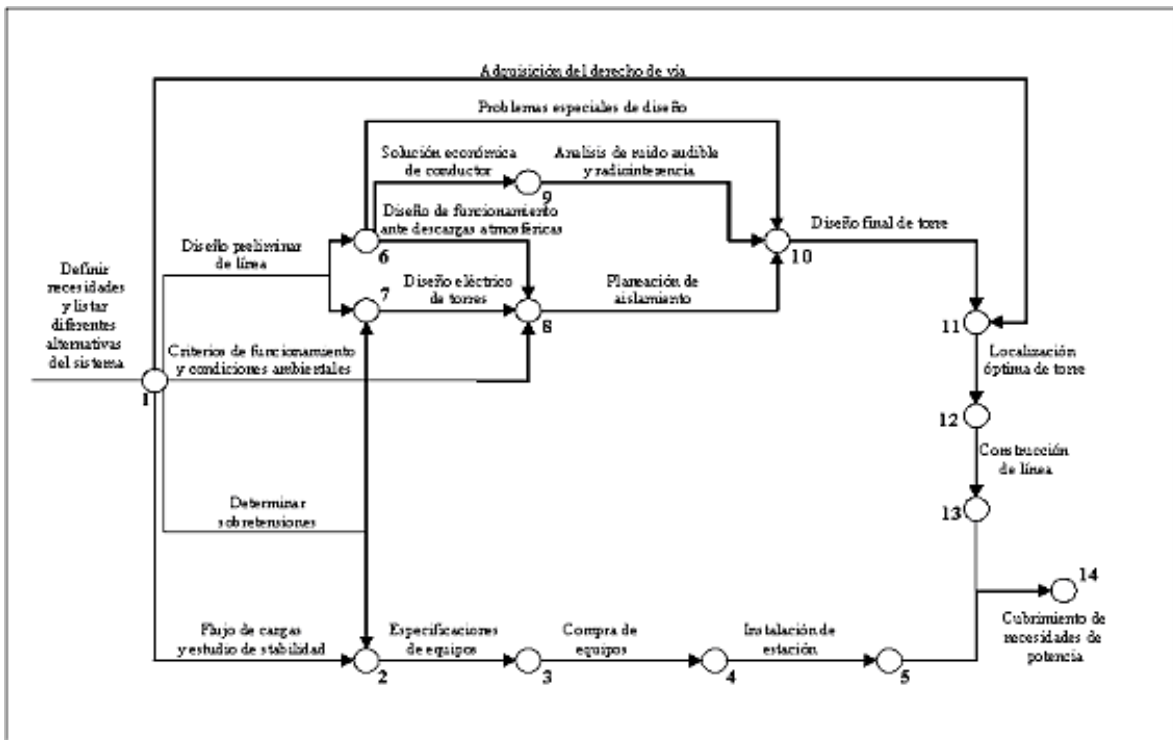 Adquisición del derecho de vía
Problemas especiales de diseño
Solución económica
de conductor
Analisis de ruido audible
y radiointerencia
9
Diseño de funcionamiento
ante descargas atmosféricas
Diseño final de torre
10
Diseño preliminar
de línea
6
Definir
necesidades
y listar
diferentes
alternativas
del sistema
7
Diseño eléctrico
de torres
Planeación de
aislamiento
8
11
Criterios de funcionamiento
y condiciones ambientales
1
Localización
óptima de torre
12
Construcción
de línea
Determinar
sobretensiones
13
14
Cubrimiento de
necesidades de
potencia
Flujo de cargas
y estudio de stabilidad
Especificaciones
de equipos
Compra de
equipos
Instalación de
estación
2
3
4
5